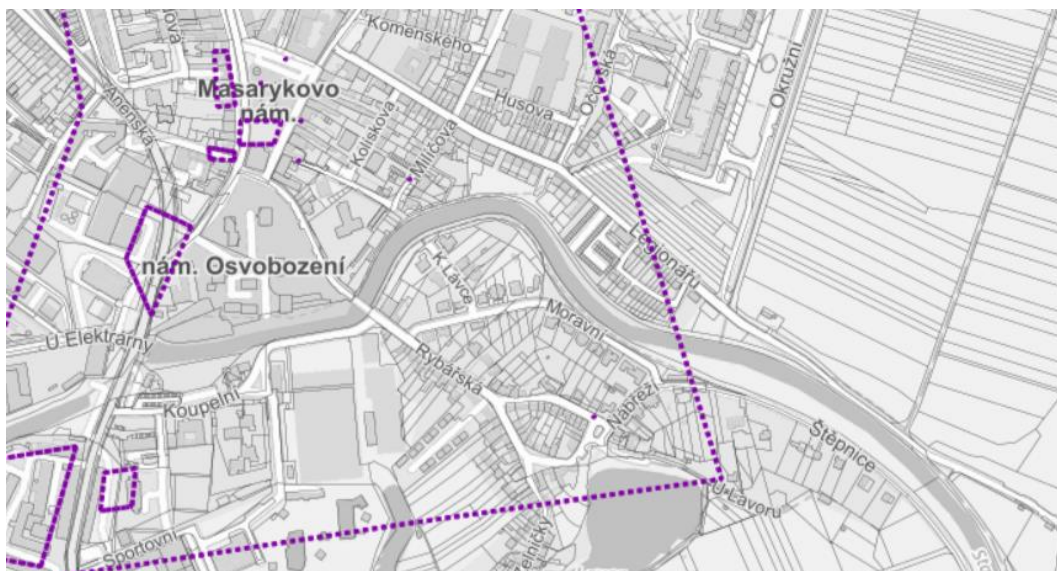 Komenského
Okružní
Masarykovo
nám.
Husova
Očovská
Anenská
Kollskova
Milíčova
Legionářů
nám. Osvobození
K Lávce
Moravní
U Elektrárny
Rybářská
Koupelní
Nábřeží
Štěpnice
U Lávoru
Sportovní